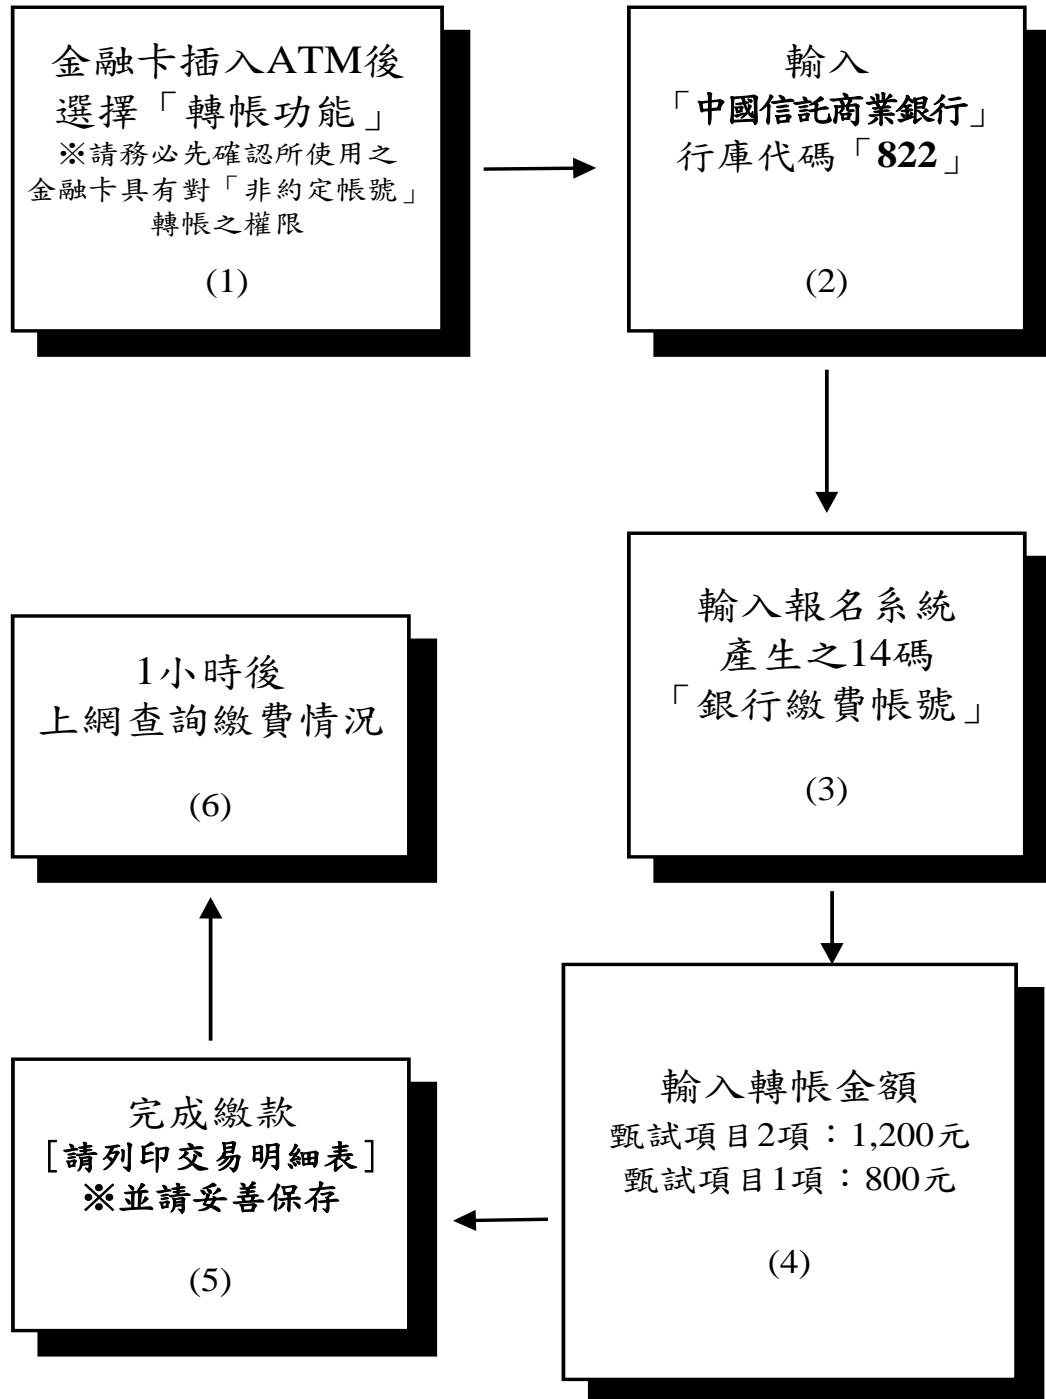 金融卡插入ATM後
選擇「轉帳功能」
※請務必先確認所使用之
金融卡具有對「非約定帳號」
轉帳之權限
(1)
輸入
「中國信託商業銀行」
行庫代碼「822」
(2)
輸入報名系統
產生之14碼
「銀行繳費帳號」
(3)
輸入轉帳金額
甄試項目2項：1,200元
甄試項目1項：800元
(4)
完成繳款
［請列印交易明細表］
※並請妥善保存
(5)
1小時後
上網查詢繳費情況
(6)